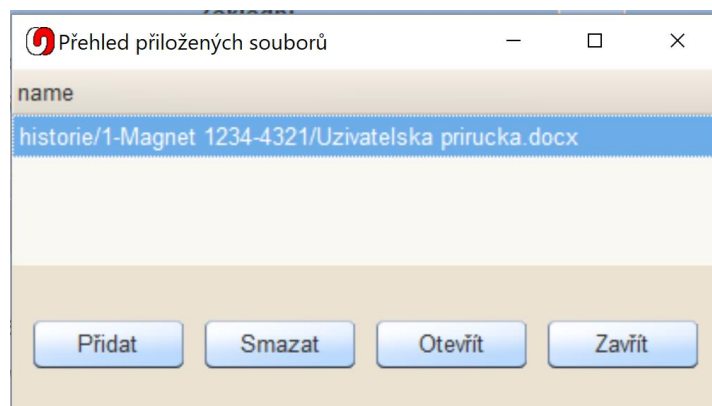 Přehled přiložených souborů
name
historie/1-Magnet 1234-4321/Uzivatelska prirucka.docx
Přidat Smazat Otevřít Zavřít